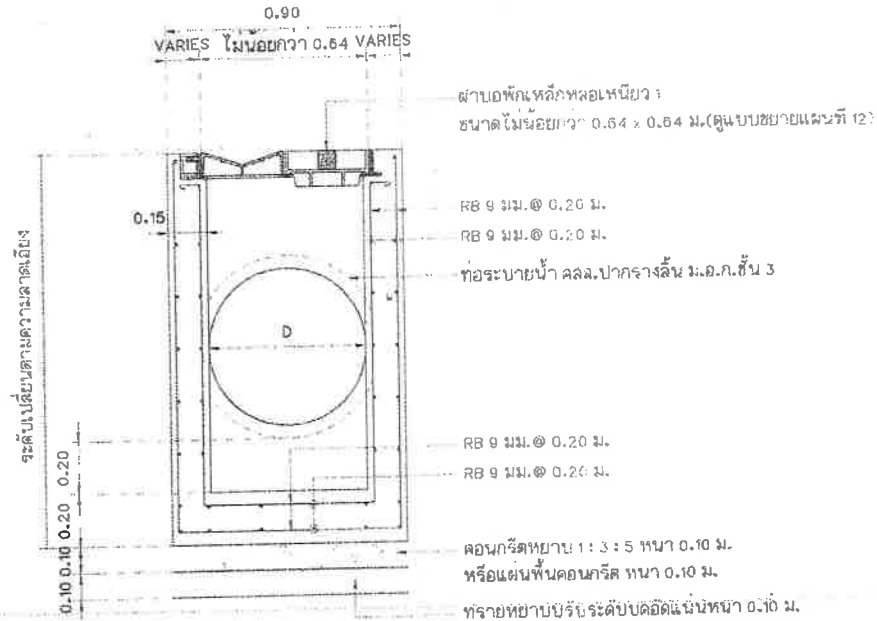 0.90
VARIES ไม่น้อยกว่า 0.64 VARIES
ฝาบ่อพักเหล็กหล่อเหนียว
ขนาดไม่น้อยกว่า 0.64 x 0.64 ม.(ดูแบบขยายแผ่นที่ 12)
0.15
RB 9 มม.@ 0.20 ม.
RB 9 มม.@ 0.20 ม.
ท่อระบายน้ำ คสล.ปากรางลิ้น ม.อ.ก.ชั้น 3
D
ระดับเปลี่ยนตามความลาดเอียง
0.20
0.20
0.10
0.10
RB 9 มม.@ 0.20 ม.
RB 9 มม.@ 0.20 ม.
คอนกรีตหยาบ 1 : 3 : 5 หนา 0.10 ม.
หรือแผ่นพื้นคอนกรีต หนา 0.10 ม.
ทรายหยาบปรับระดับบดอัดแน่นหนา 0.10 ม.